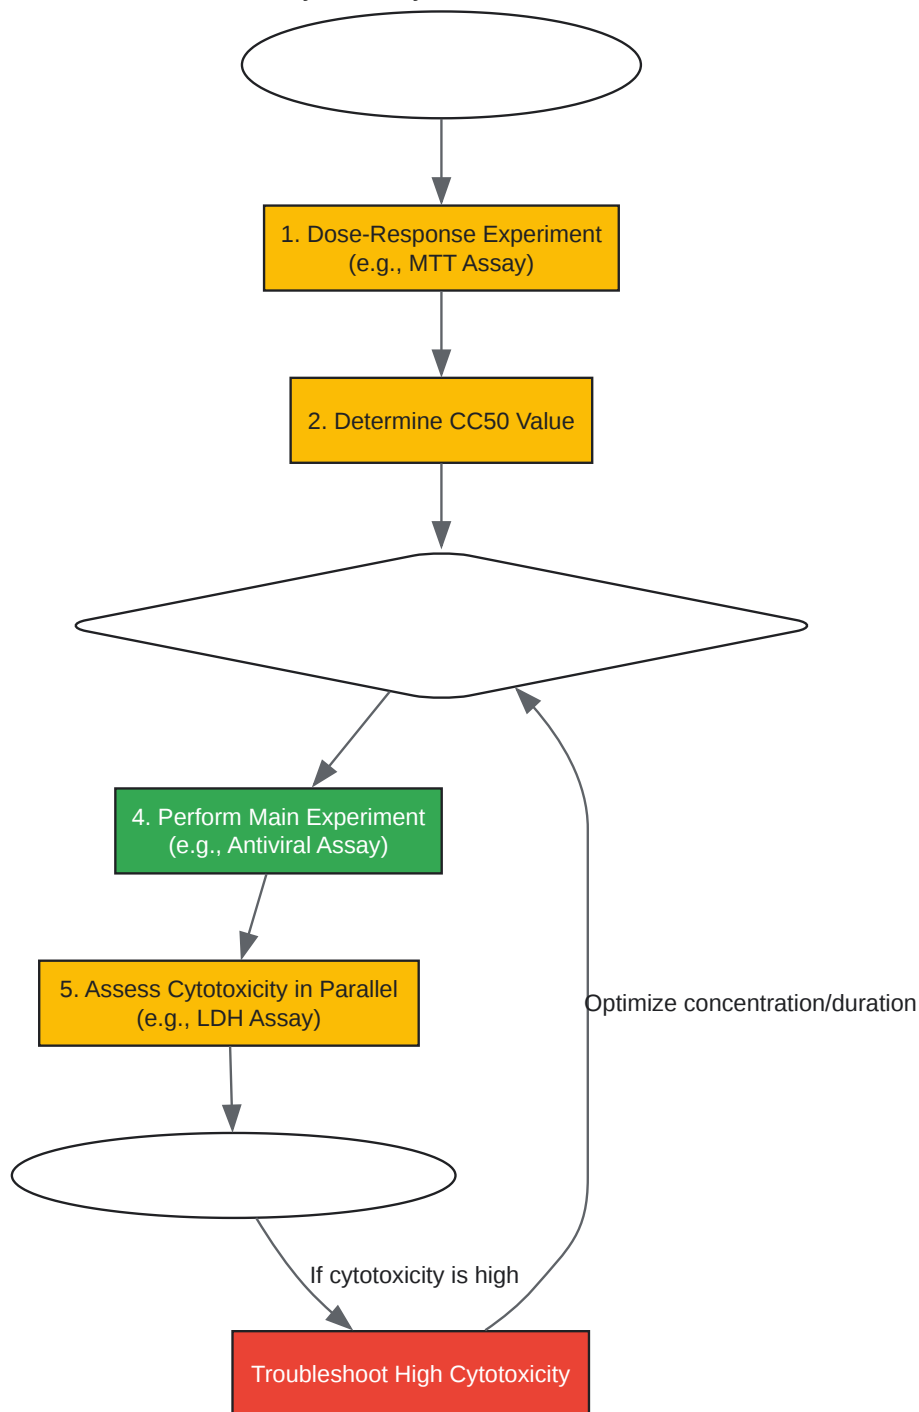 1. Dose-Response Experiment
(e.g., MTT Assay)
2. Determine CC50 Value
4. Perform Main Experiment
(e.g., Antiviral Assay)
5. Assess Cytotoxicity in Parallel
(e.g., LDH Assay)
Optimize concentration/duration
If cytotoxicity is high
Troubleshoot High Cytotoxicity